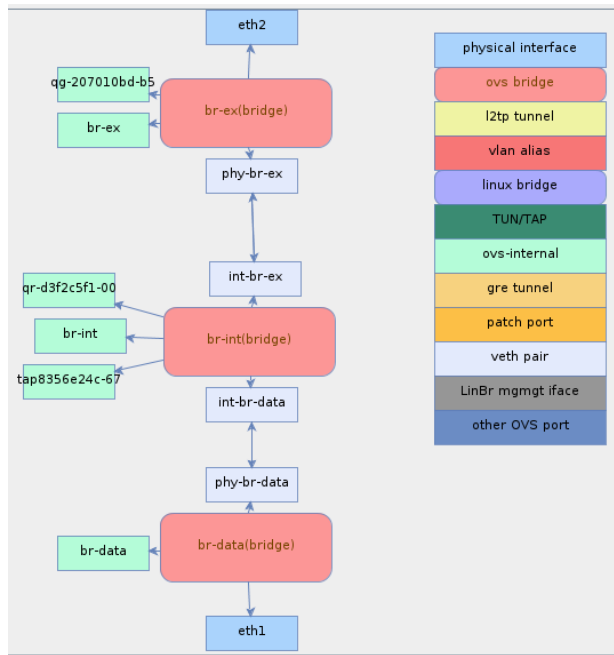 eth2
qg-207010bd-b5
br-ex(bridge)
br-ex
phy-br-ex
int-br-ex
qr-d3f2c5f1-00
br-int
br-int(bridge)
tap8356e24c-67
int-br-data
phy-br-data
br-data
br-data(bridge)
eth1
physical interface
ovs bridge
l2tp tunnel
vlan alias
linux bridge
TUN/TAP
ovs-internal
gre tunnel
patch port
veth pair
LinBr mgmgt iface
other OVS port